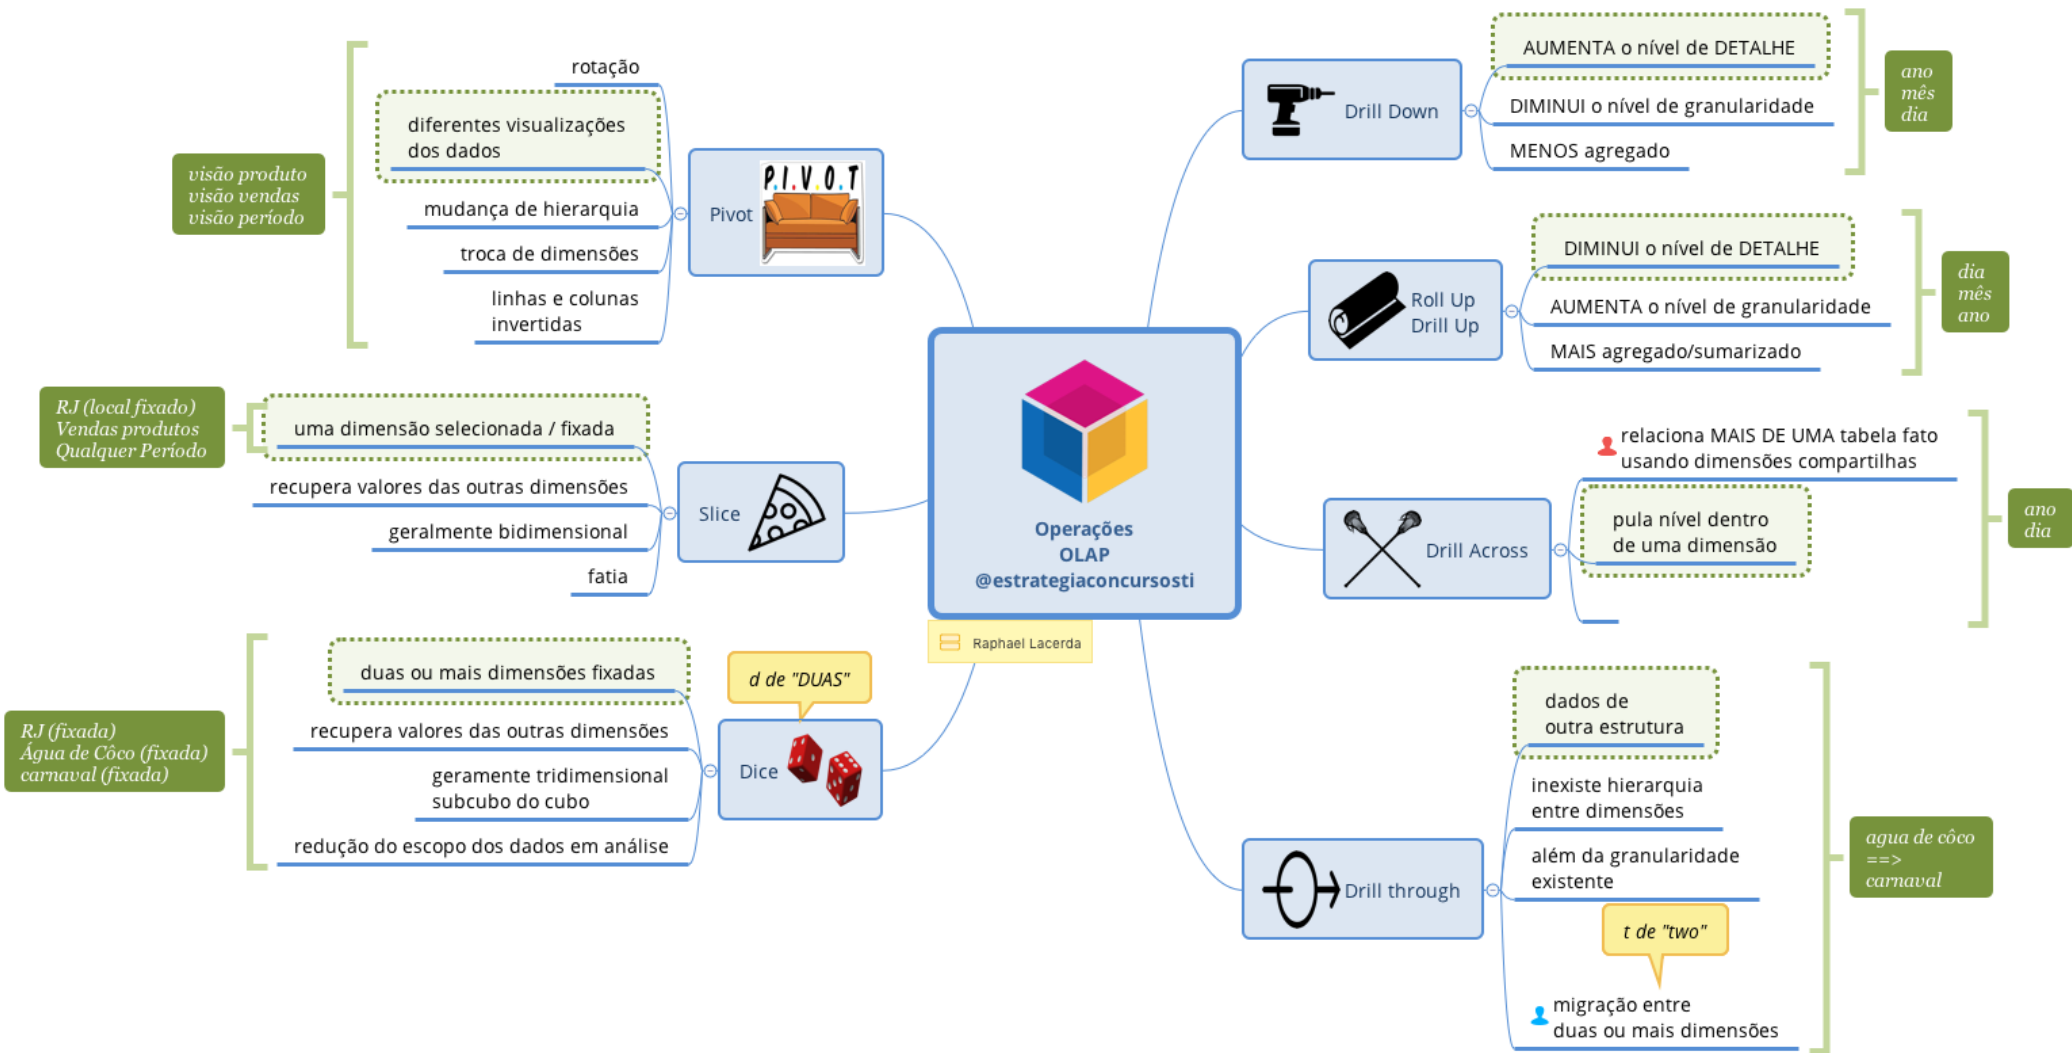 Operações
OLAP
@estrategiaconcursosti
Raphael Lacerda
Drill Down
AUMENTA o nível de DETALHE
DIMINUI o nível de granularidade
MENOS agregado
ano
mês
dia
Roll Up
Drill Up
DIMINUI o nível de DETALHE
AUMENTA o nível de granularidade
MAIS agregado/sumarizado
dia
mês
ano
Drill Across
relaciona MAIS DE UMA tabela fato
usando dimensões compartilhas
pula nível dentro
de uma dimensão
ano
dia
Drill through
dados de
outra estrutura
inexiste hierarquia
entre dimensões
além da granularidade
existente
t de "two"
migração entre
duas ou mais dimensões
agua de côco
==>
carnaval
Pivot
P.I.V.O.T
rotação
diferentes visualizações
dos dados
mudança de hierarquia
troca de dimensões
linhas e colunas
invertidas
visão produto
visão vendas
visão período
Slice
uma dimensão selecionada / fixada
recupera valores das outras dimensões
geralmente bidimensional
fatia
RJ (local fixado)
Vendas produtos
Qualquer Período
Dice
d de "DUAS"
duas ou mais dimensões fixadas
recupera valores das outras dimensões
geramente tridimensional
subcubo do cubo
redução do escopo dos dados em análise
RJ (fixada)
Água de Côco (fixada)
carnaval (fixada)